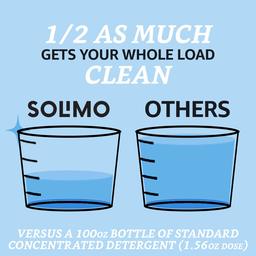 1/2 AS MUCH
GETS YOUR WHOLE LOAD
CLEAN
SOLIMO OTHERS
VERSUS A 100oz BOTTLE OF STANDARD
CONCENTRATED DETERGENT (1.56oz DOSE)